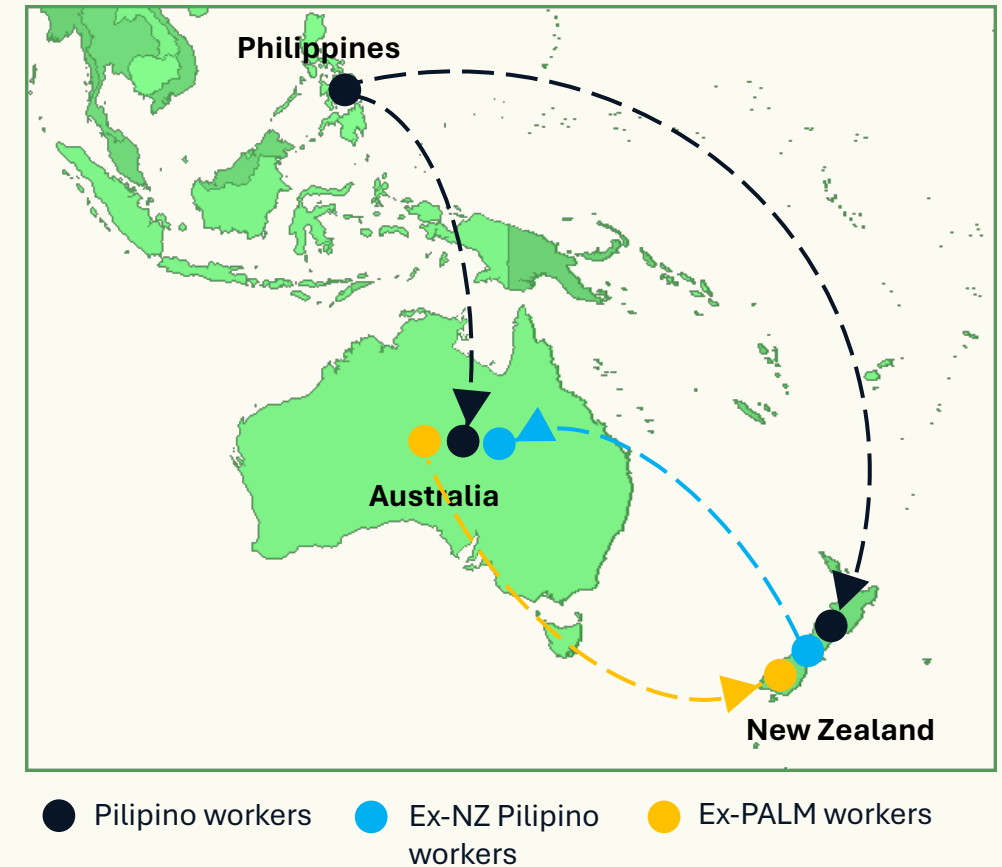 Philippines
Australia
New Zealand
Pilipino workers
Ex-NZ Pilipino
workers
Ex-PALM workers